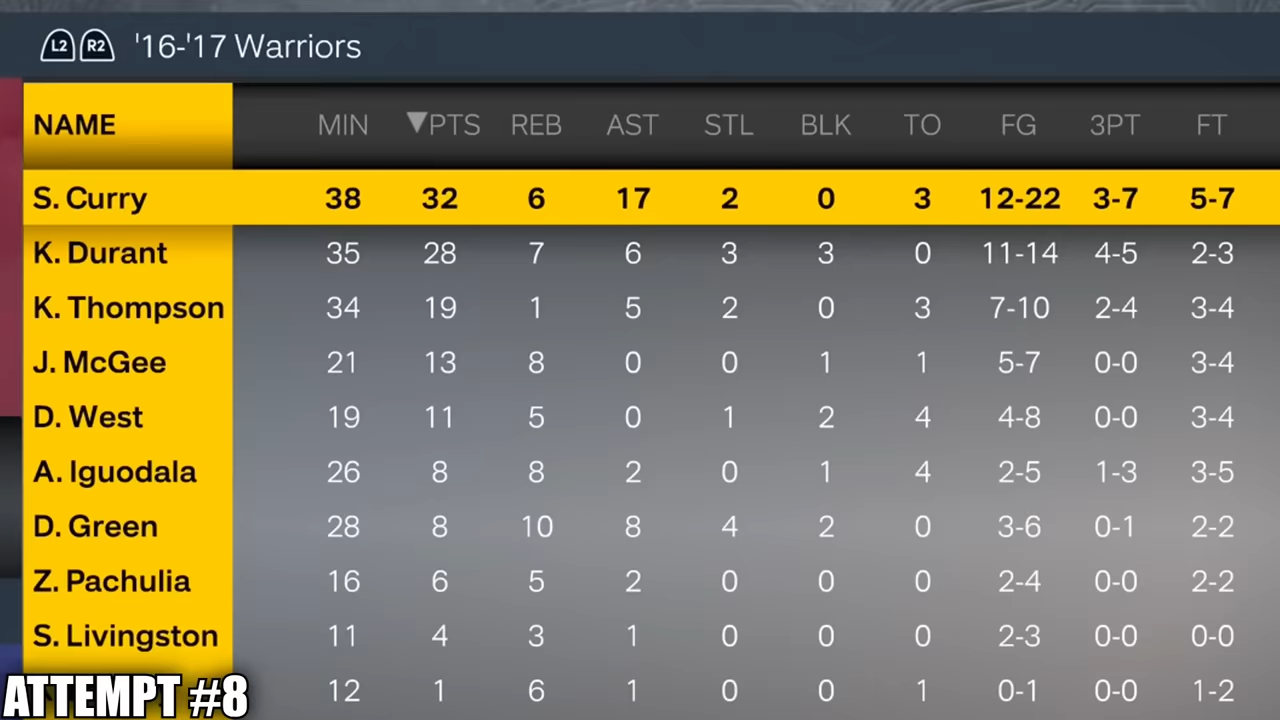 L2 R2 '16-'17 Warriors
NAME MIN ▼PTS REB AST STL BLK TO FG 3PT FT
S. Curry 38 32 6 17 2 0 3 12-22 3-7 5-7
K. Durant 35 28 7 6 3 3 0 11-14 4-5 2-3
K. Thompson 34 19 1 5 2 0 3 7-10 2-4 3-4
J. McGee 21 13 8 0 0 1 1 5-7 0-0 3-4
D. West 19 11 5 0 1 2 4 4-8 0-0 3-4
A. Iguodala 26 8 8 2 0 1 4 2-5 1-3 3-5
D. Green 28 8 10 8 4 2 0 3-6 0-1 2-2
Z. Pachulia 16 6 5 2 0 0 0 2-4 0-0 2-2
S. Livingston 11 4 3 1 0 0 0 2-3 0-0 0-0
12 1 6 1 0 0 1 0-1 0-0 1-2
ATTEMPT #8